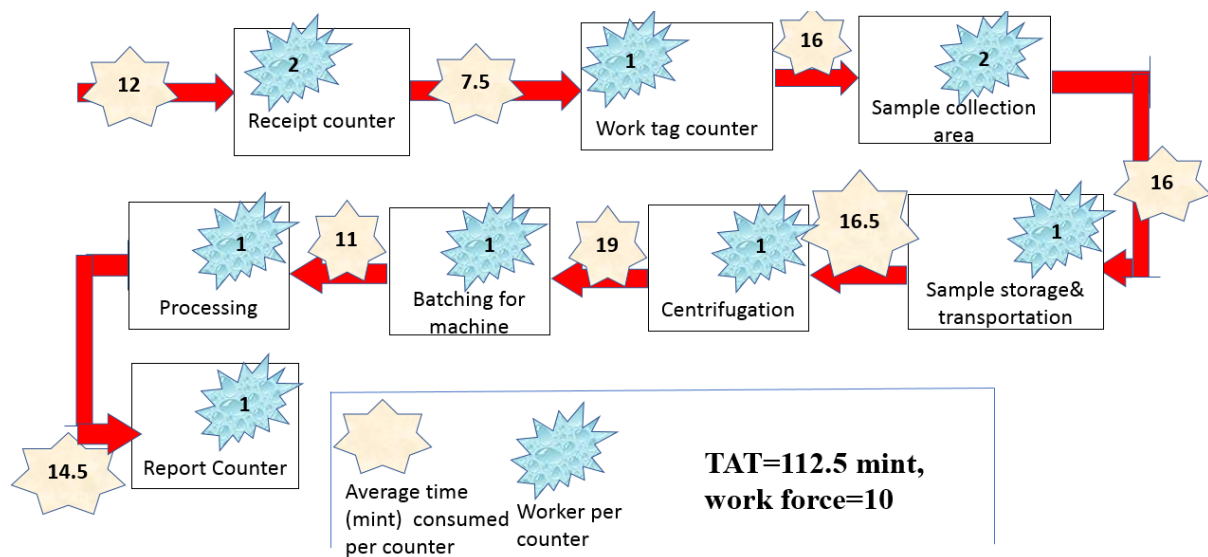 12
2
Receipt counter
7.5
1
Work tag counter
16
2
Sample collection
area
16
1
Sample storage&
transportation
16.5
1
Centrifugation
19
1
Batching for
machine
11
1
Processing
14.5
1
Report Counter
Average time
(mint) consumed
per counter
Worker per
counter
TAT=112.5 mint,
work force=10